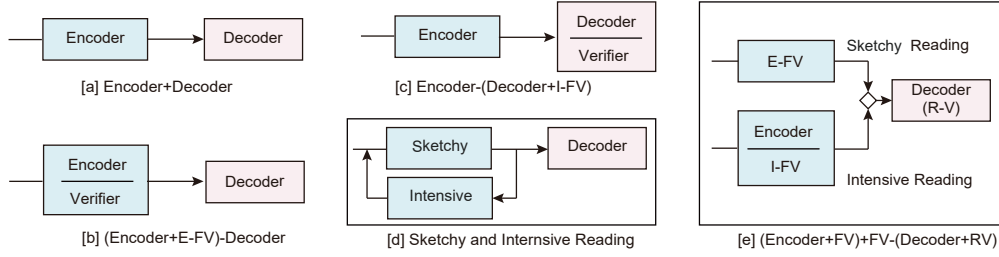 Encoder
Decoder
[a] Encoder+Decoder
Encoder
Verifier
Decoder
[b] (Encoder+E-FV)-Decoder
Encoder
Decoder
Verifier
[c] Encoder-(Decoder+I-FV)
Sketchy
Decoder
Intensive
[d] Sketchy and Internsive Reading
E-FV
Sketchy Reading
Decoder
(R-V)
Encoder
I-FV
Intensive Reading
[e] (Encoder+FV)+FV-(Decoder+RV)